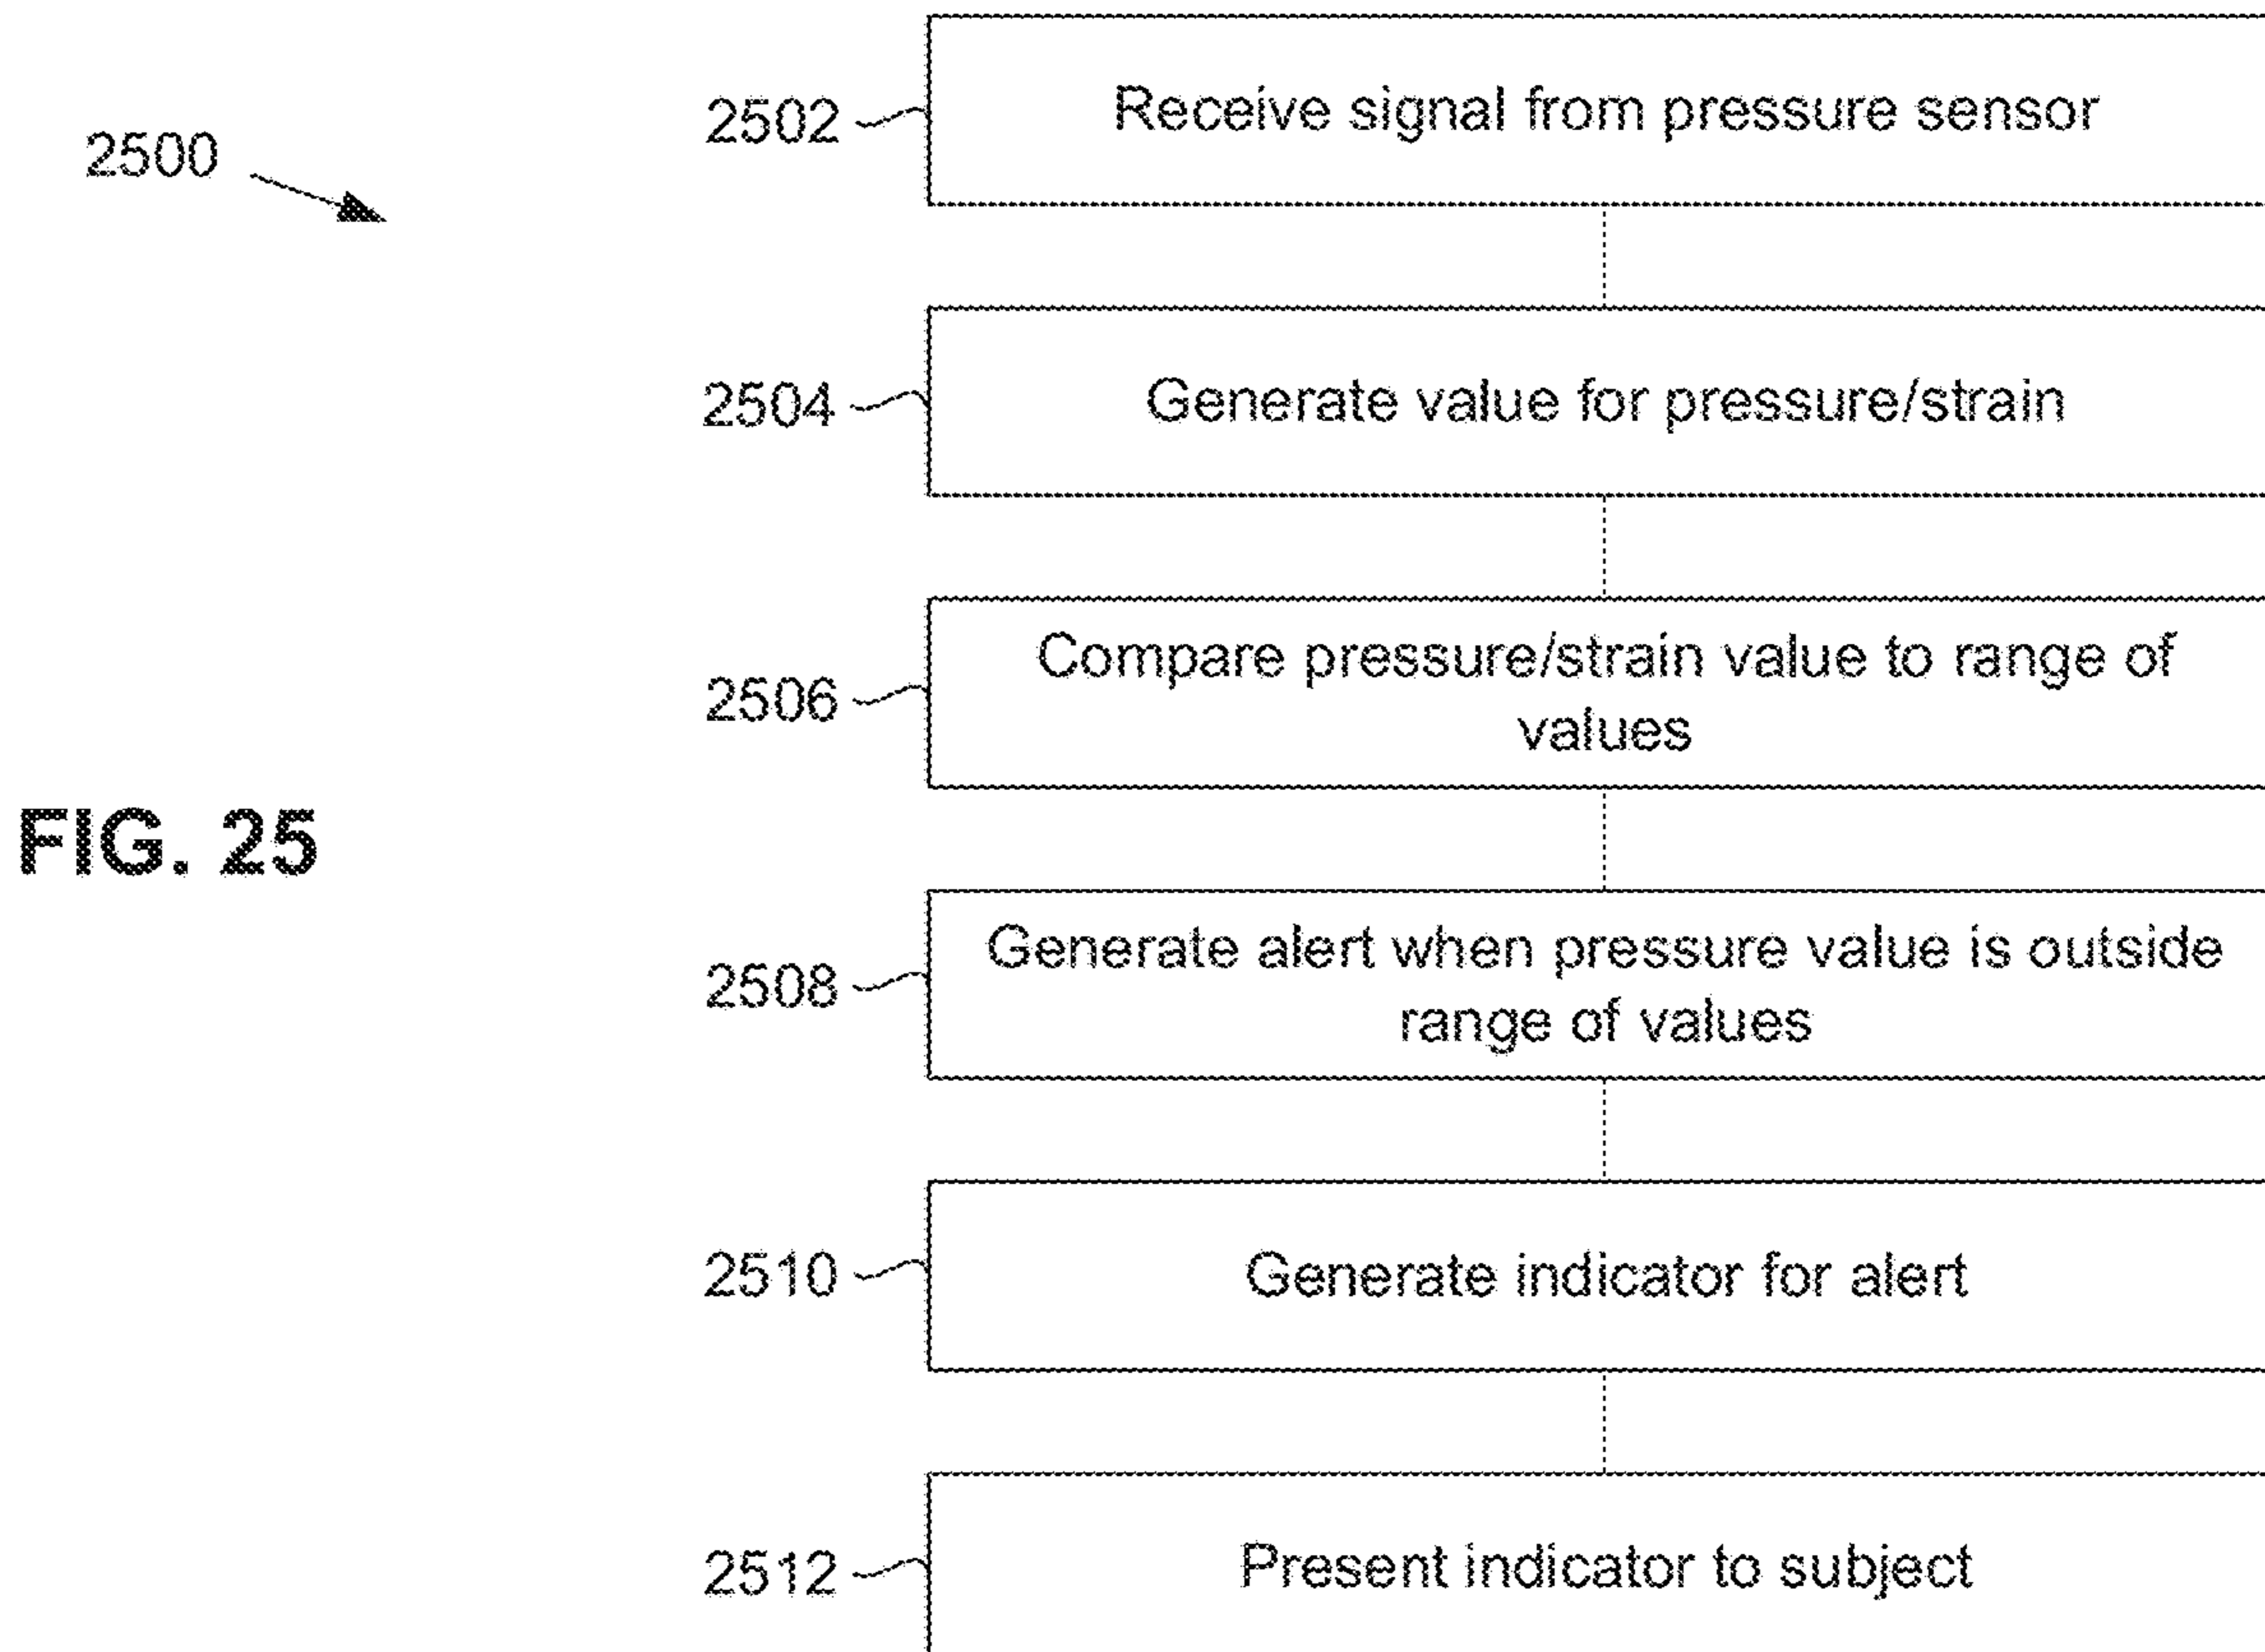 2500
2502
Receive signal from pressure sensor
2504
Generate value for pressure/strain
2506
Compare pressure/strain value to range of
values
FIG. 25
2508
Generate alert when pressure value is outside
range of values
2510
Generate indicator for alert
2512
Present indicator to subject